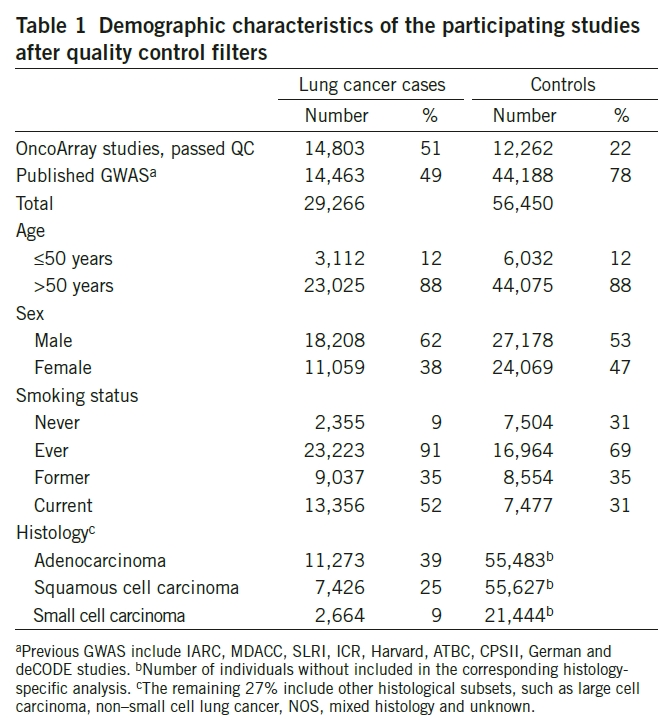 Table 1 Demographic characteristics of the participating studies
after quality control filters
Lung cancer cases Controls
Number % Number %
OncoArray studies, passed QC 14,803 51 12,262 22
Published GWASa 14,463 49 44,188 78
Total 29,266 56,450
Age
≤50 years 3,112 12 6,032 12
>50 years 23,025 88 44,075 88
Sex
Male 18,208 62 27,178 53
Female 11,059 38 24,069 47
Smoking status
Never 2,355 9 7,504 31
Ever 23,223 91 16,964 69
Former 9,037 35 8,554 35
Current 13,356 52 7,477 31
Histologyc
Adenocarcinoma 11,273 39 55,483b
Squamous cell carcinoma 7,426 25 55,627b
Small cell carcinoma 2,664 9 21,444b
aPrevious GWAS include IARC, MDACC, SLRI, ICR, Harvard, ATBC, CPSII, German and
deCODE studies. bNumber of individuals without included in the corresponding histology-
specific analysis. cThe remaining 27% include other histological subsets, such as large cell
carcinoma, non–small cell lung cancer, NOS, mixed histology and unknown.